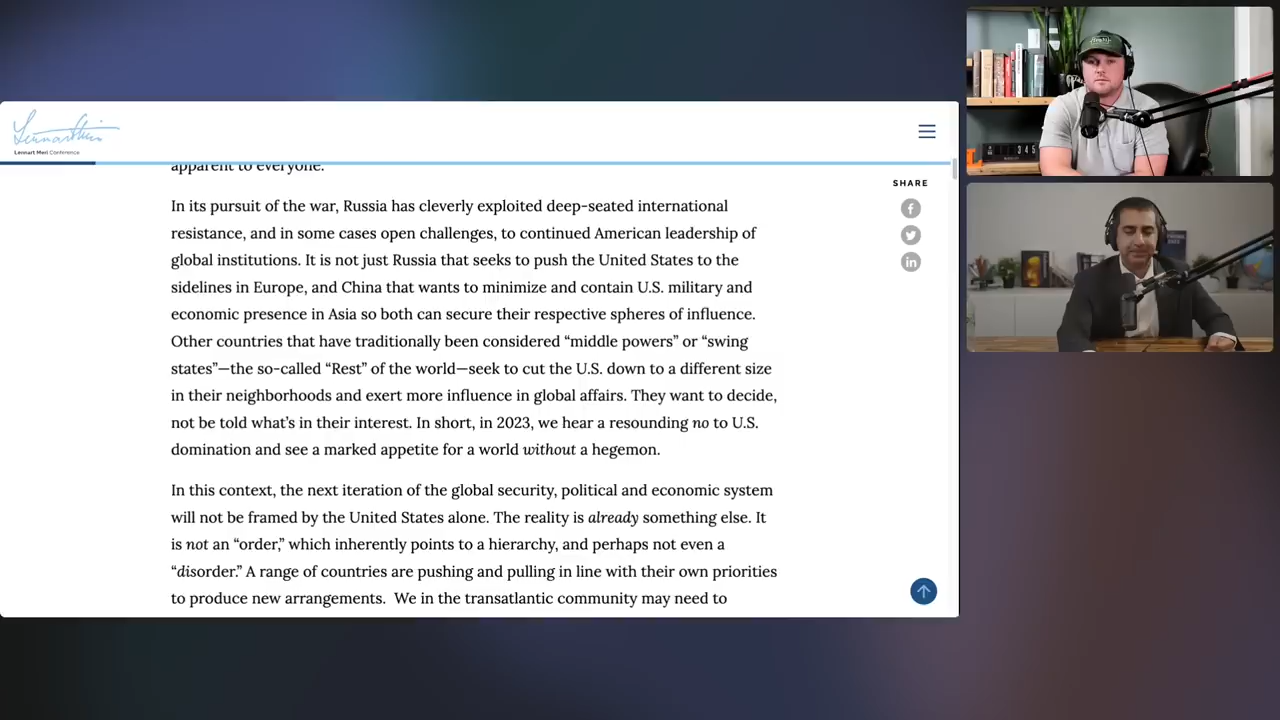 Lennart Meri Conference
apparent to everyone.
SHARE
In its pursuit of the war, Russia has cleverly exploited deep-seated international
resistance, and in some cases open challenges, to continued American leadership of
global institutions. It is not just Russia that seeks to push the United States to the
sidelines in Europe, and China that wants to minimize and contain U.S. military and
economic presence in Asia so both can secure their respective spheres of influence.
Other countries that have traditionally been considered “middle powers” or “swing
states”—the so-called “Rest” of the world—seek to cut the U.S. down to a different size
in their neighborhoods and exert more influence in global affairs. They want to decide,
not be told what’s in their interest. In short, in 2023, we hear a resounding no to U.S.
domination and see a marked appetite for a world without a hegemon.
In this context, the next iteration of the global security, political and economic system
will not be framed by the United States alone. The reality is already something else. It
is not an “order,” which inherently points to a hierarchy, and perhaps not even a
“disorder.” A range of countries are pushing and pulling in line with their own priorities
to produce new arrangements. We in the transatlantic community may need to
3 4 5